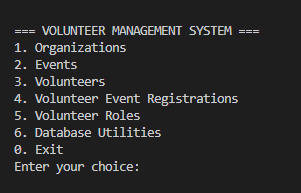 === VOLUNTEER MANAGEMENT SYSTEM ===
1. Organizations
2. Events
3. Volunteers
4. Volunteer Event Registrations
5. Volunteer Roles
6. Database Utilities
0. Exit
Enter your choice: